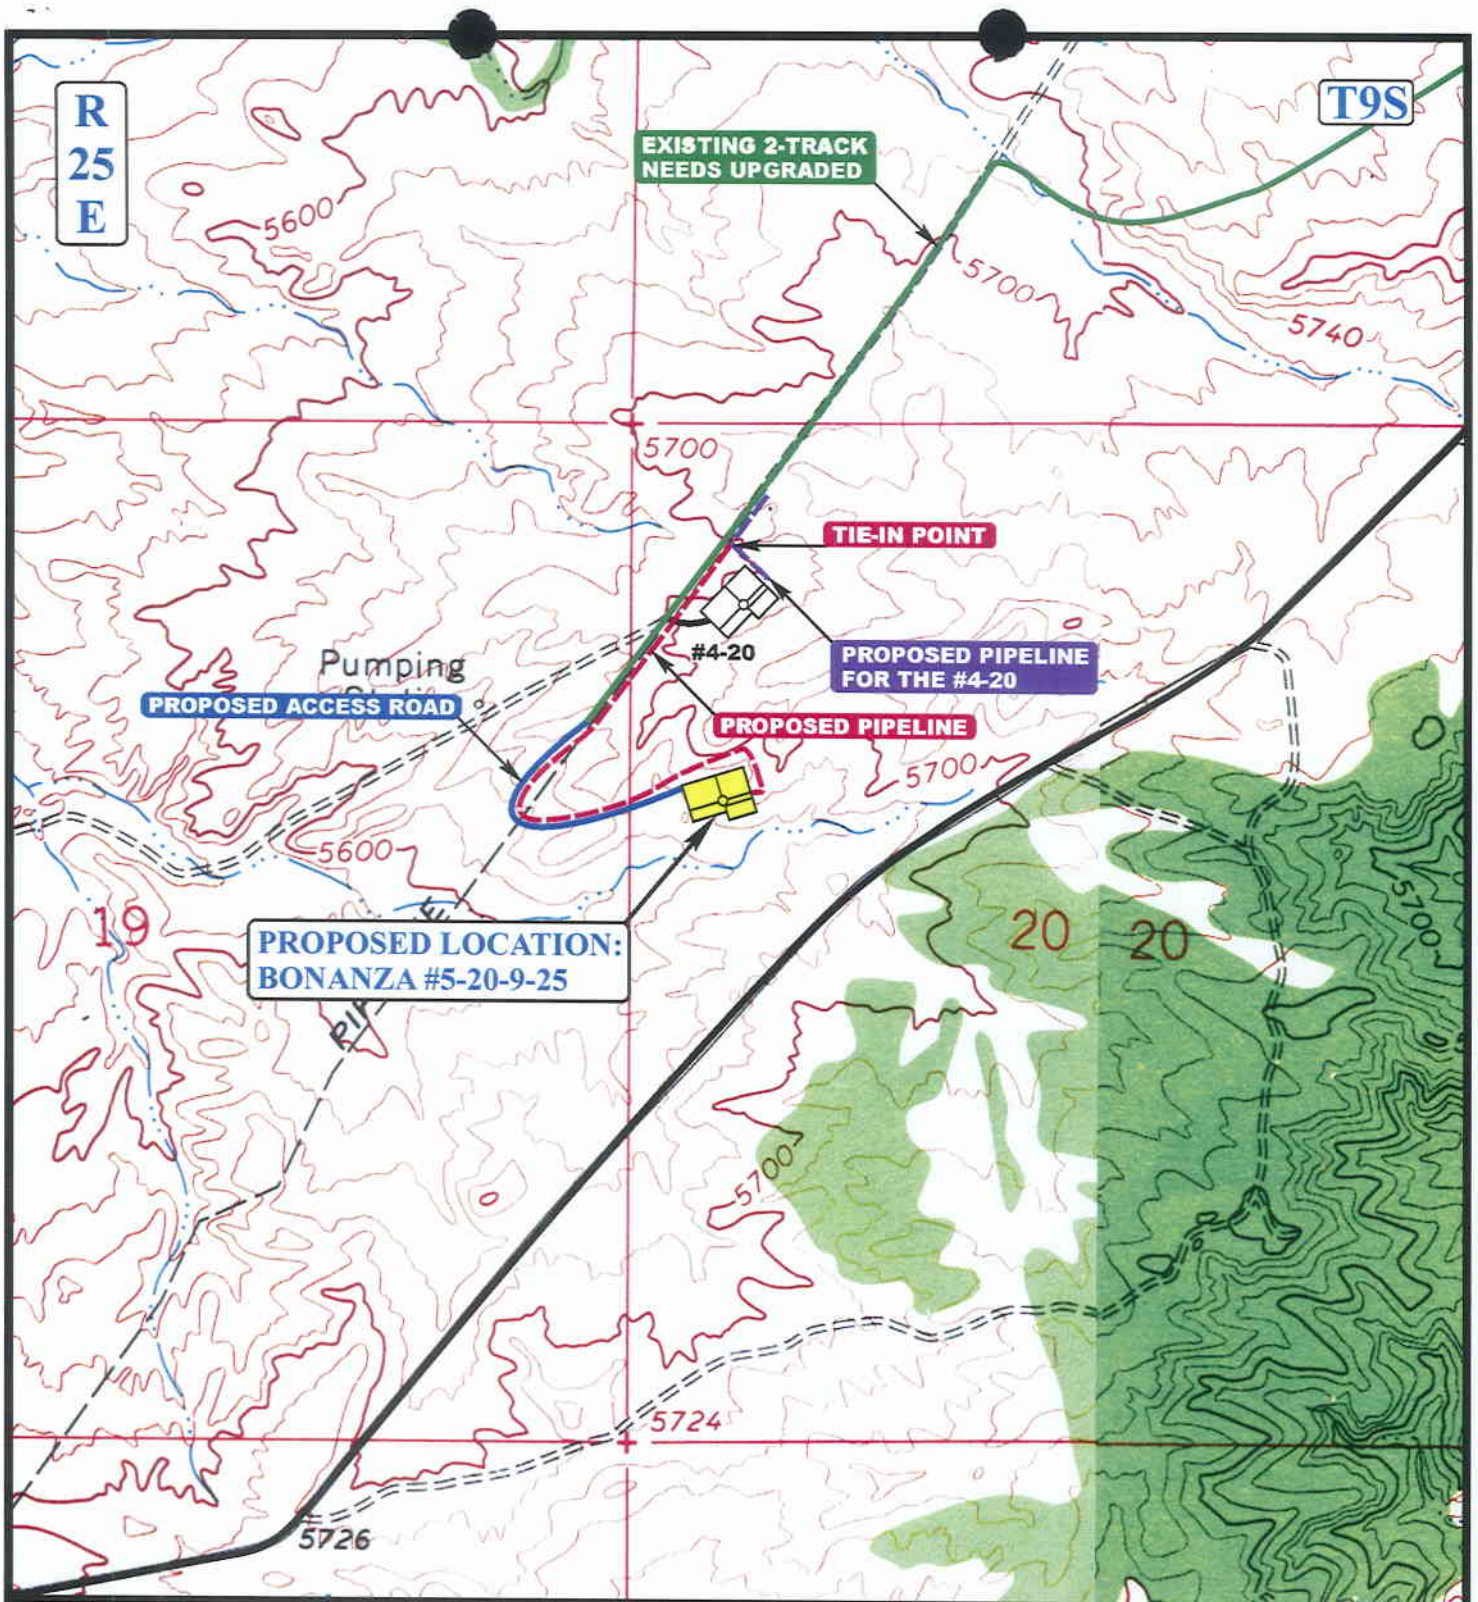 R
25
E
T9S
EXISTING 2-TRACK
NEEDS UPGRADED
5600
5700
5740
5700
TIE-IN POINT
#4-20
PROPOSED PIPELINE
FOR THE #4-20
Pumping
PROPOSED ACCESS ROAD
PROPOSED PIPELINE
5700
5600
19
PROPOSED LOCATION:
BONANZA #5-20-9-25
20
20
5700
5700
5724
5726